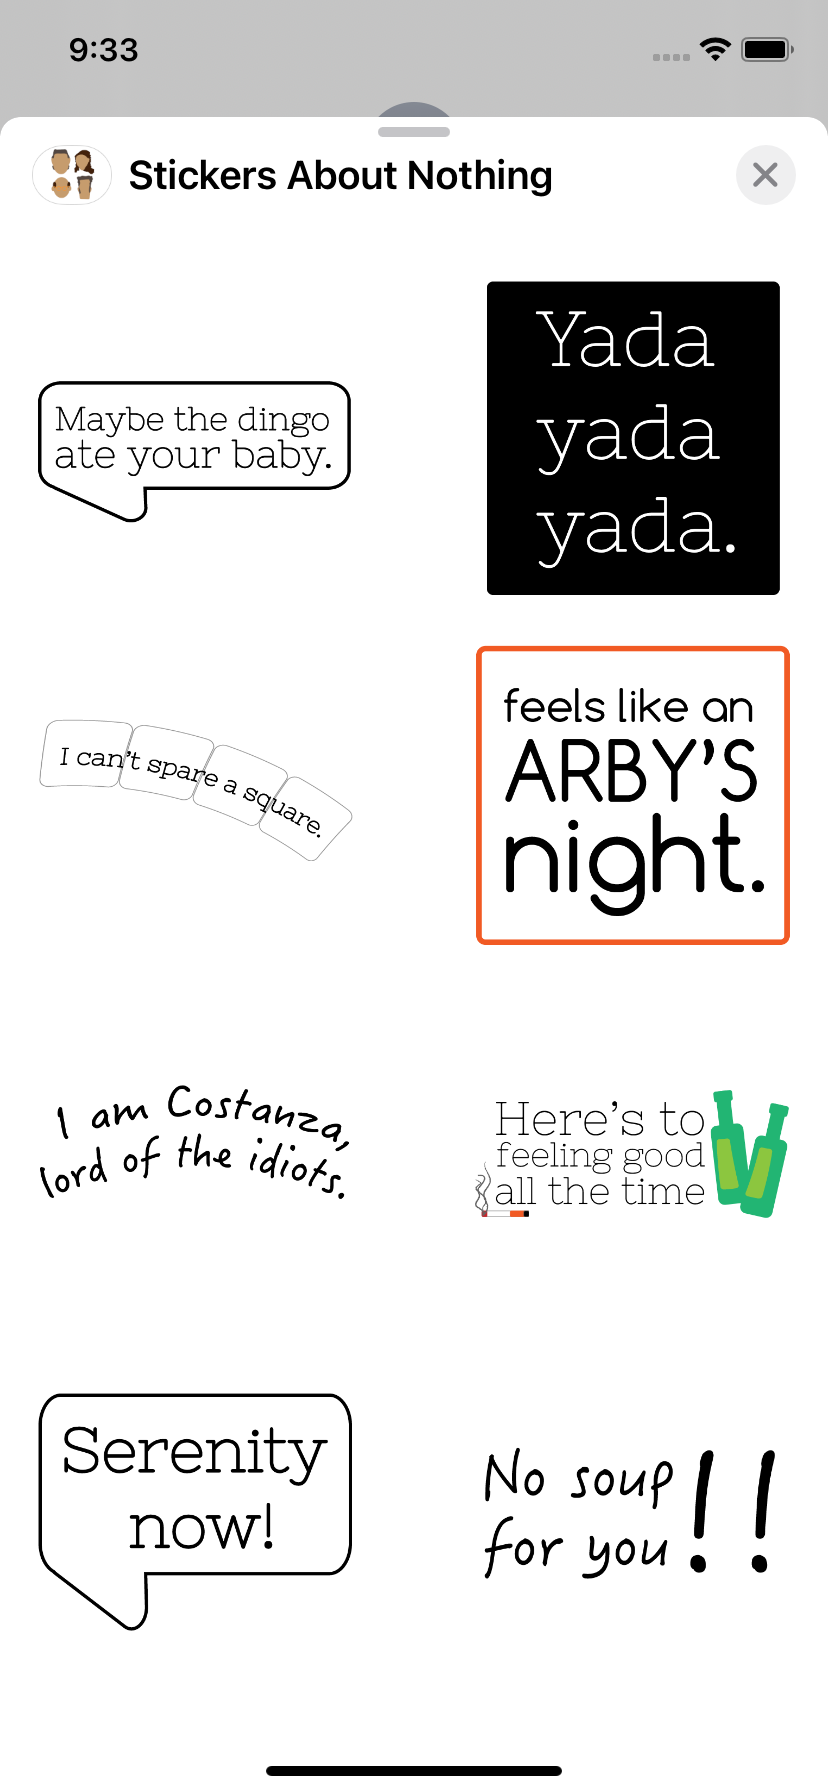 9:33
Stickers About Nothing
Maybe the dingo
ate your baby.
Yada
yada
yada.
I can't spare a square.
feels like an
ARBY'S
night.
I am Costanza,
lord of the idiots.
Here's to
feeling good
all the time
Serenity
now!
No soup
for you!!